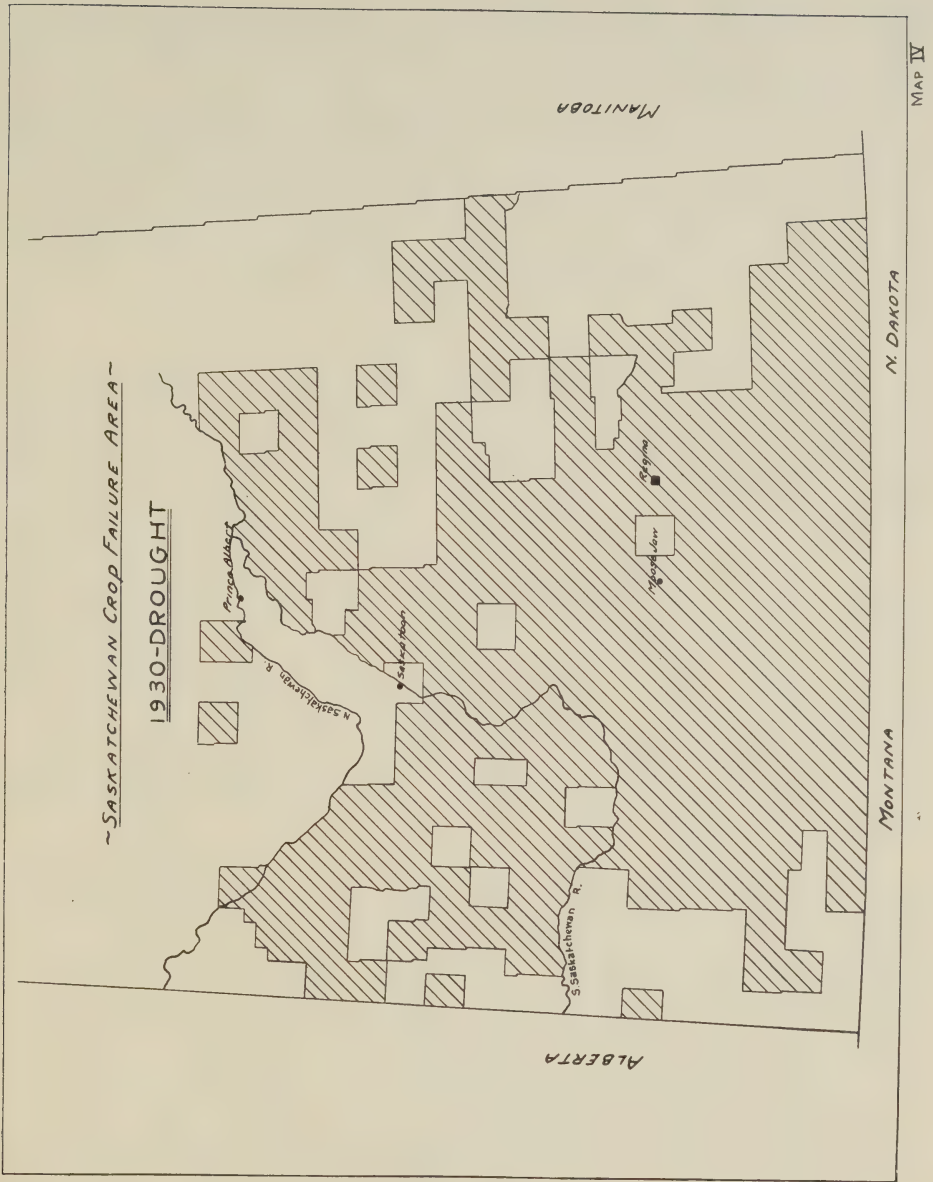 MAP IV
~SASKATCHEWAN CROP FAILURE AREA~
1930-DROUGHT
MANITOBA
Prince Albert
N Saskatchewan R.
Saskatoon
Regina
Moose Jaw
S. Saskatchewan R.
ALBERTA
MONTANA
N. DAKOTA